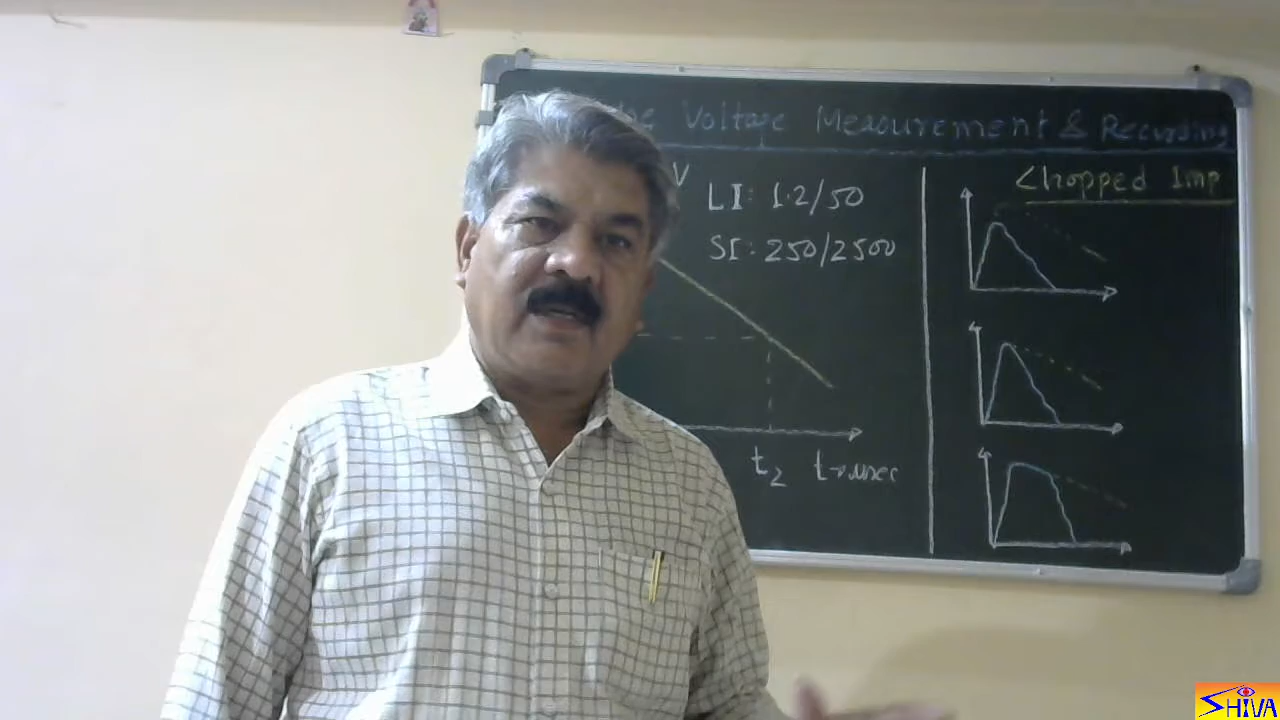 Voltage Measurement & Recording
V
LI: 1.2/50
SI: 250/2500
t₂ t→μsec
Chopped Imp
SHIVA